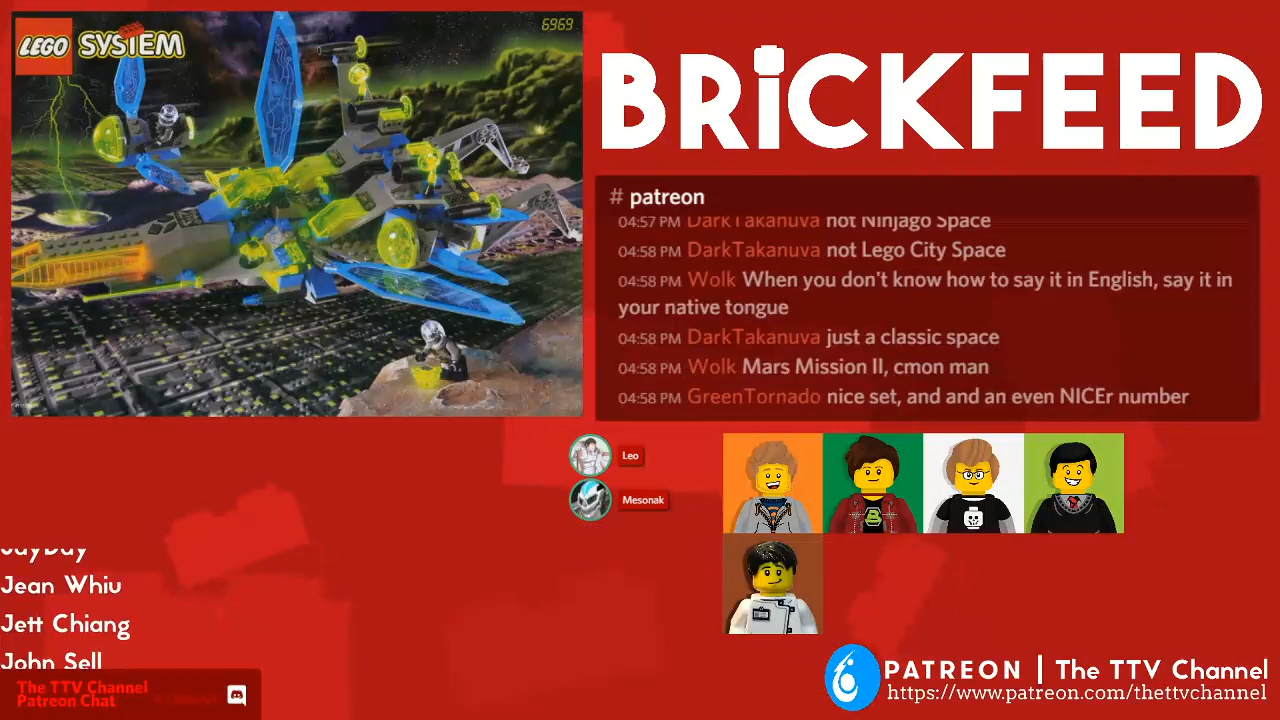 LEGO SYSTEM
6969
BRiCKFEED
# patreon
04:57 PM DarkTakanuva not Ninjago Space
04:58 PM DarkTakanuva not Lego City Space
04:58 PM Wolk When you don't know how to say it in English, say it in
your native tongue
04:58 PM DarkTakanuva just a classic space
04:58 PM Wolk Mars Mission II, cmon man
04:58 PM GreenTornado nice set, and and an even NICEr number
Leo
Mesonak
JayDay
Jean Whiu
Jett Chiang
John Sell
The TTV Channel
Patreon Chat
PATREON | The TTV Channel
https://www.patreon.com/thettvchannel